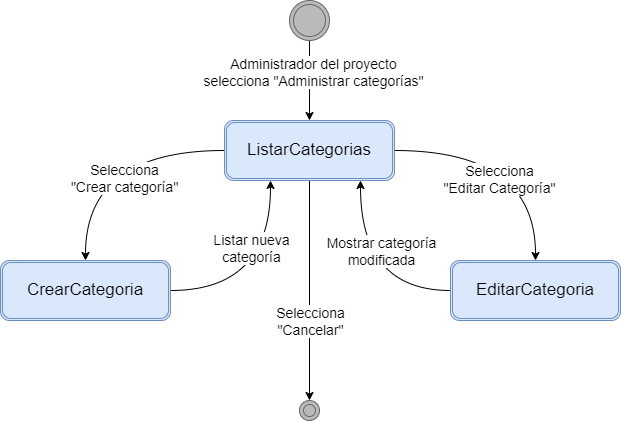 Administrador del proyecto
selecciona "Administrar categorías"
ListarCategorias
Selecciona
"Crear categoría"
Selecciona
"Editar Categoría"
Listar nueva
categoría
Mostrar categoría
modificada
CrearCategoria
EditarCategoria
Selecciona
"Cancelar"